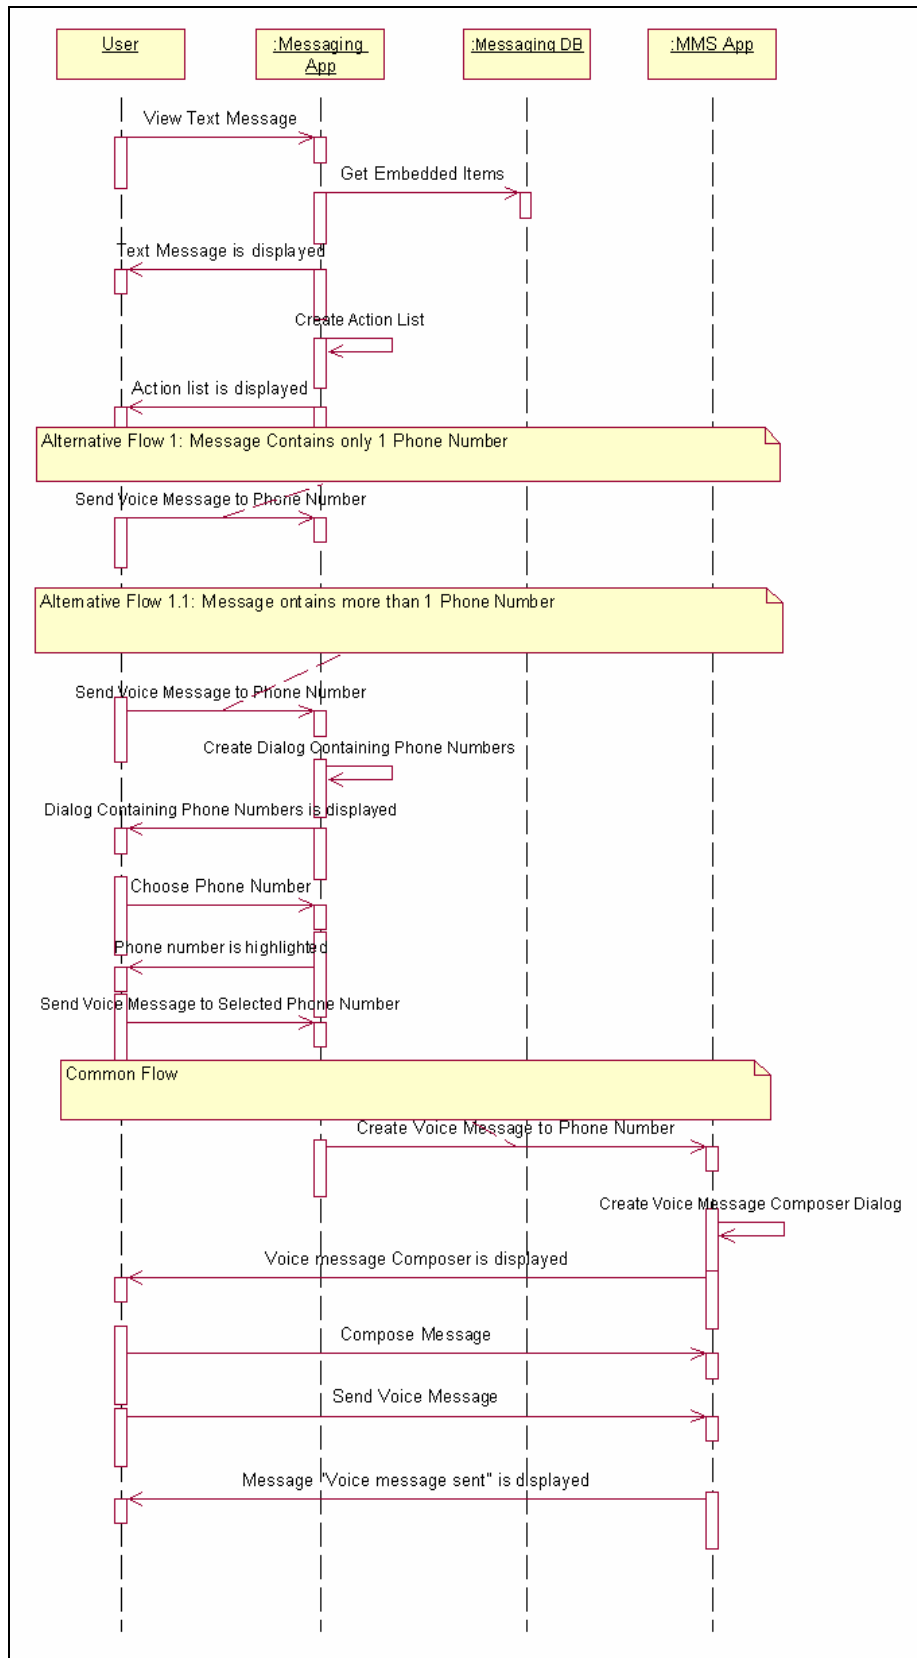 User
:Messaging
App
:Messaging DB
:MMS App
View Text Message
Get Embedded Items
Text Message is displayed
Create Action List
Action list is displayed
Alternative Flow 1: Message Contains only 1 Phone Number
Send Voice Message to Phone Number
Alternative Flow 1.1: Message ontains more than 1 Phone Number
Send Voice Message to Phone Number
Create Dialog Containing Phone Numbers
Dialog Containing Phone Numbers is displayed
Choose Phone Number
Phone number is highlighted
Send Voice Message to Selected Phone Number
Common Flow
Create Voice Message to Phone Number
Create Voice Message Composer Dialog
Voice message Composer is displayed
Compose Message
Send Voice Message
Message "Voice message sent" is displayed